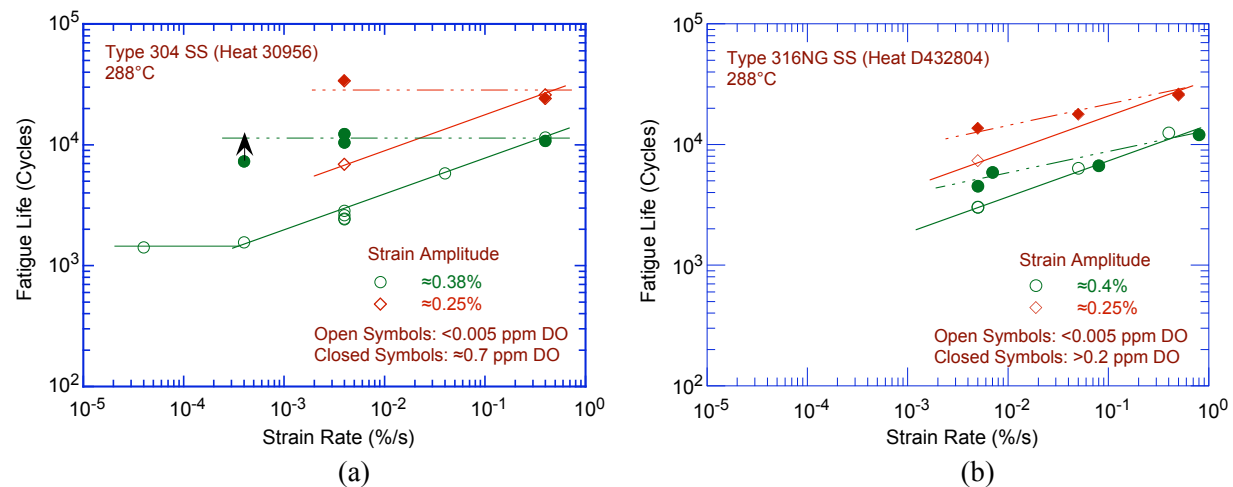 Type 304 SS (Heat 30956)
288°C
Fatigue Life (Cycles)
10^5
10^4
10^3
10^2
Strain Amplitude
≈0.38%
≈0.25%
Open Symbols: <0.005 ppm DO
Closed Symbols: ≈0.7 ppm DO
10^-5 10^-4 10^-3 10^-2 10^-1 10^0
Strain Rate (%/s)
(a)
Type 316NG SS (Heat D432804)
288°C
Fatigue Life (Cycles)
10^5
10^4
10^3
10^2
Strain Amplitude
≈0.4%
≈0.25%
Open Symbols: <0.005 ppm DO
Closed Symbols: >0.2 ppm DO
10^-5 10^-4 10^-3 10^-2 10^-1 10^0
Strain Rate (%/s)
(b)